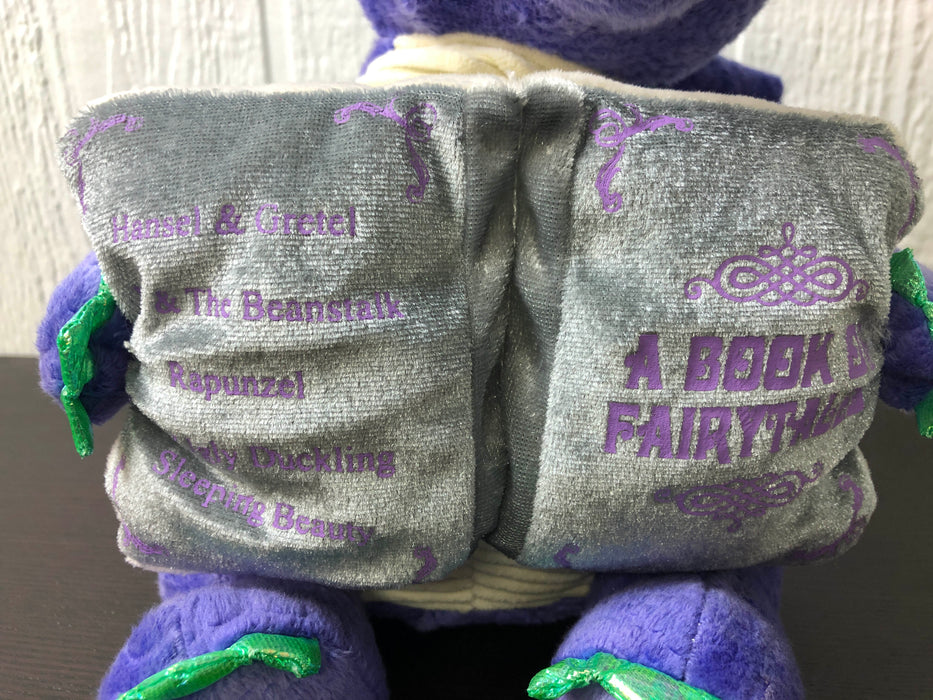 Hansel & Gretel
& The Beanstalk
Rapunzel
Duckling
Sleeping Beauty
A BOOK